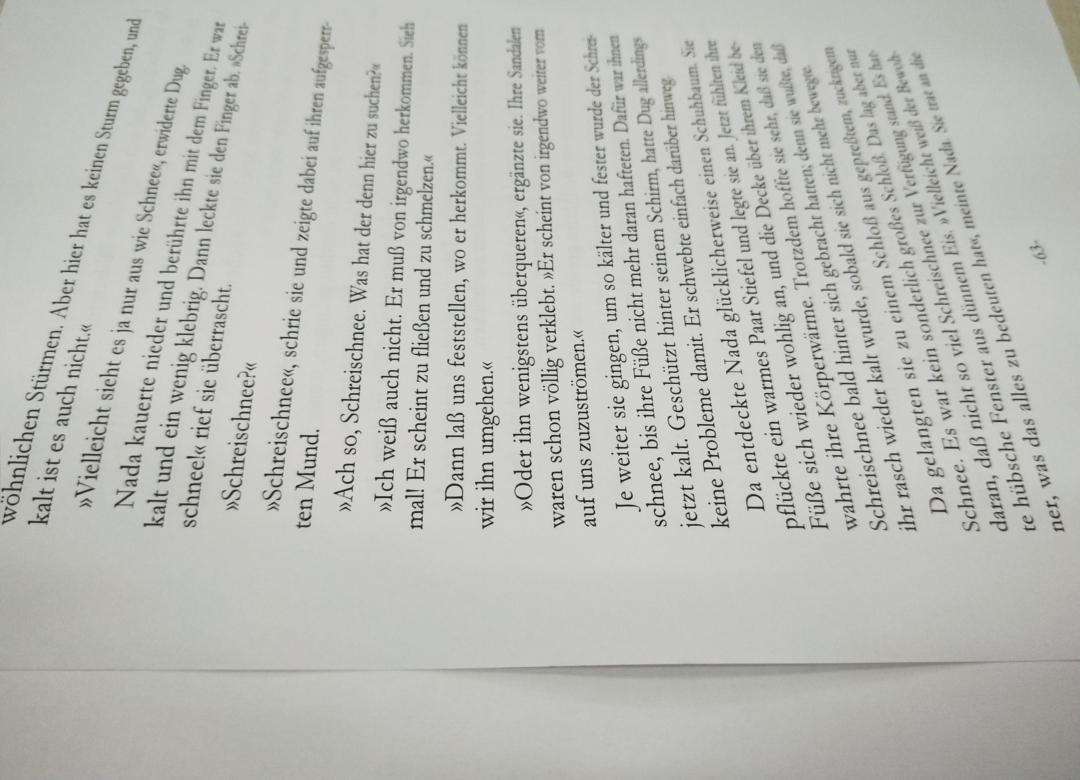 wöhnlichen Stürmen. Aber hier hat es keinen Sturm gegeben, und
kalt ist es auch nicht.«
»Vielleicht sieht es ja nur aus wie Schnee«, erwiderte Dug.
Nada kauerte nieder und berührte ihn mit dem Finger. Er war
kalt und ein wenig klebrig. Dann leckte sie den Finger ab. »Schrei-
schnee!« rief sie überrascht.
»Schreischnee?«
»Schreischnee«, schrie sie und zeigte dabei auf ihren aufgesperr-
ten Mund.
»Ach so, Schreischnee. Was hat der denn hier zu suchen?«
»Ich weiß auch nicht. Er muß von irgendwo herkommen. Sieh
mal! Er scheint zu fließen und zu schmelzen.«
»Dann laß uns feststellen, wo er herkommt. Vielleicht können
wir ihn umgehen.«
»Oder ihn wenigstens überqueren«, ergänzte sie. Ihre Sandalen
waren schon völlig verklebt. »Er scheint von irgendwo weiter vorn
auf uns zuzuströmen.«
Je weiter sie gingen, um so kälter und fester wurde der Schrei-
schnee, bis ihre Füße nicht mehr daran hafteten. Dafür war ihnen
jetzt kalt. Geschützt hinter seinem Schirm, hatte Dug allerdings
keine Probleme damit. Er schwebte einfach darüber hinweg.
Da entdeckte Nada glücklicherweise einen Schuhbaum. Sie
pflückte ein warmes Paar Stiefel und legte sie an. Jetzt fühlten ihre
Füße sich wieder wohlig an, und die Decke über ihrem Kleid be-
wahrte ihre Körperwärme. Trotzdem hoffte sie sehr, daß sie den
Schreischnee bald hinter sich gebracht hatten; denn sie wußte, daß
ihr rasch wieder kalt wurde, sobald sie sich nicht mehr bewegte.
Da gelangten sie zu einem Schloß aus gepreßtem, zuckrigem
Schnee. Es war kein sonderlich großes Schloß. Das lag aber nur
daran, daß nicht so viel Schreischnee zur Verfügung stand. Es hat-
te hübsche Fenster aus dünnem Eis. »Vielleicht weiß der Bewoh-
ner, was das alles zu bedeuten hat«, meinte Nada. Sie trat an die
-63-